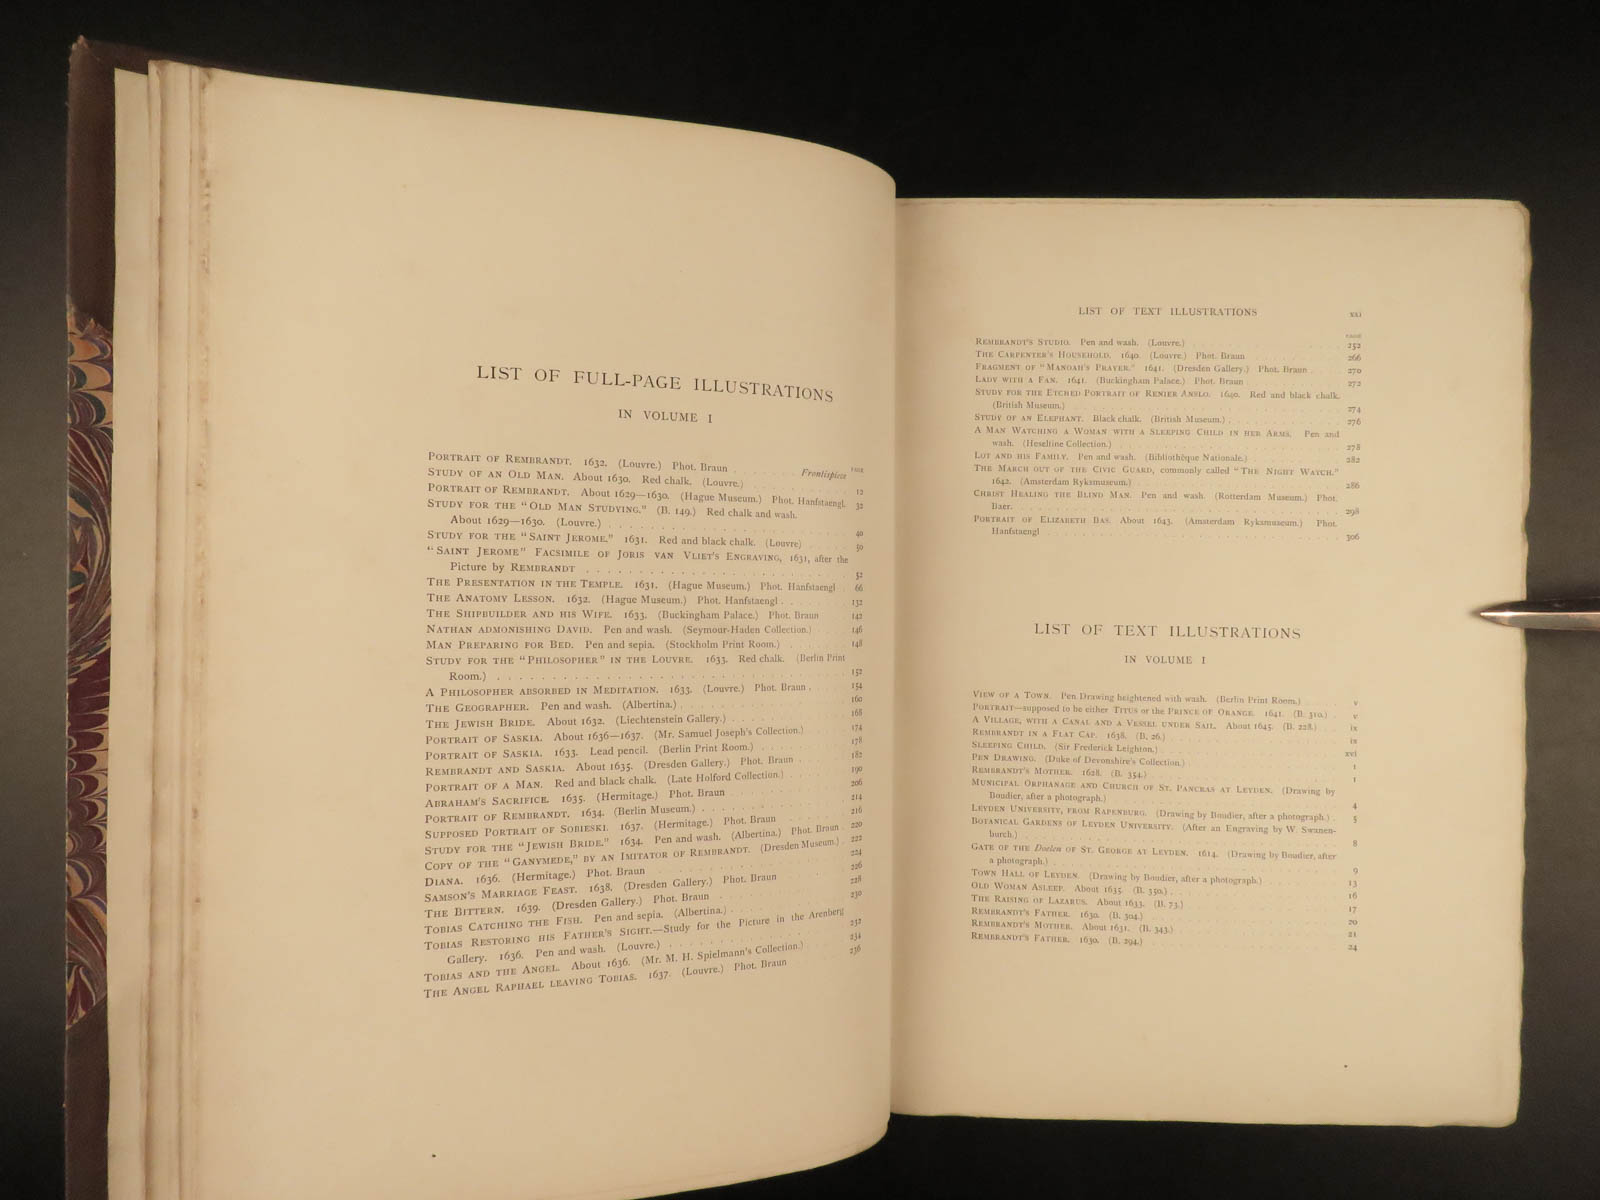 LIST OF FULL-PAGE ILLUSTRATIONS
IN VOLUME I
PAGE
Portrait of Rembrandt. 1632. (Louvre.) Phot. Braun . Frontispiece
Study of an Old Man. About 1630. Red chalk. (Louvre.) 12
Portrait of Rembrandt. About 1629—1630. (Hague Museum.) Phot. Hanfstaengl. 32
Study for the "Old Man Studying." (B. 149.) Red chalk and wash.
About 1629—1630. (Louvre.) 40
Study for the "Saint Jerome." 1631. Red and black chalk. (Louvre) 50
"Saint Jerome" Facsimile of Joris van Vliet's Engraving, 1631, after the
Picture by Rembrandt 52
The Presentation in the Temple. 1631. (Hague Museum.) Phot. Hanfstaengl 66
The Anatomy Lesson. 1632. (Hague Museum.) Phot. Hanfstaengl 132
The Shipbuilder and his Wife. 1633. (Buckingham Palace.) Phot. Braun 142
Nathan admonishing David. Pen and wash. (Seymour-Haden Collection.) 146
Man Preparing for Bed. Pen and sepia. (Stockholm Print Room.) 148
Study for the "Philosopher" in the Louvre. 1633. Red chalk. (Berlin Print
Room.) 152
A Philosopher absorbed in Meditation. 1633. (Louvre.) Phot. Braun 154
The Geographer. Pen and wash. (Albertina.) 160
The Jewish Bride. About 1632. (Liechtenstein Gallery.) 168
Portrait of Saskia. About 1636—1637. (Mr. Samuel Joseph's Collection.) 174
Portrait of Saskia. 1633. Lead pencil. (Berlin Print Room.) 178
Rembrandt and Saskia. About 1635. (Dresden Gallery.) Phot. Braun 182
Portrait of a Man. Red and black chalk. (Late Holford Collection.) 190
Abraham's Sacrifice. 1635. (Hermitage.) Phot. Braun 206
Portrait of Rembrandt. 1634. (Berlin Museum.) 214
Supposed Portrait of Sobieski. 1637. (Hermitage.) Phot. Braun 216
Study for the "Jewish Bride." 1634. Pen and wash. (Albertina.) Phot. Braun 220
Copy of the "Ganymede," by an Imitator of Rembrandt. (Dresden Museum.) 222
Diana. 1636. (Hermitage.) Phot. Braun 224
Samson's Marriage Feast. 1638. (Dresden Gallery.) Phot. Braun 226
The Bittern. 1639. (Dresden Gallery.) Phot. Braun 228
Tobias Catching the Fish. Pen and sepia. (Albertina.) 230
Tobias Restoring his Father's Sight.—Study for the Picture in the Arenberg
Gallery. 1636. Pen and wash. (Louvre.) 232
Tobias and the Angel. About 1636. (Mr. M. H. Spielmann's Collection.) 234
The Angel Raphael leaving Tobias. 1637. (Louvre.) Phot. Braun 236
LIST OF TEXT ILLUSTRATIONS xxi
PAGE
Rembrandt's Studio. Pen and wash. (Louvre.) 252
The Carpenter's Household. 1640. (Louvre.) Phot. Braun 266
Fragment of "Manoah's Prayer." 1641. (Dresden Gallery.) Phot. Braun 270
Lady with a Fan. 1641. (Buckingham Palace.) Phot. Braun 272
Study for the Etched Portrait of Renier Anslo. 1640. Red and black chalk.
(British Museum.) 274
Study of an Elephant. Black chalk. (British Museum.) 276
A Man Watching a Woman with a Sleeping Child in her Arms. Pen and
wash. (Heseltine Collection.) 278
Lot and his Family. Pen and wash. (Bibliothèque Nationale.) 282
The March out of the Civic Guard, commonly called "The Night Watch."
1642. (Amsterdam Ryksmuseum.) 286
Christ Healing the Blind Man. Pen and wash. (Rotterdam Museum.) Phot.
Baer. 298
Portrait of Elizabeth Bas. About 1643. (Amsterdam Ryksmuseum.) Phot.
Hanfstaengl 306
LIST OF TEXT ILLUSTRATIONS
IN VOLUME I
View of a Town. Pen Drawing heightened with wash. (Berlin Print Room.) v
Portrait—supposed to be either Titus or the Prince of Orange. 1641. (B. 310.) v
A Village, with a Canal and a Vessel under Sail. About 1645. (B. 228.) ix
Rembrandt in a Flat Cap. 1638. (B. 26.) ix
Sleeping Child. (Sir Frederick Leighton.) xvi
Pen Drawing. (Duke of Devonshire's Collection.) 1
Rembrandt's Mother. 1628. (B. 354.) 1
Municipal Orphanage and Church of St. Pancras at Leyden. (Drawing by
Boudier, after a photograph.) 4
Leyden University, from Rapenburg. (Drawing by Boudier, after a photograph.) 5
Botanical Gardens of Leyden University. (After an Engraving by W. Swanen-
burch.) 8
Gate of the Doelen of St. George at Leyden. 1614. (Drawing by Boudier, after
a photograph.) 9
Town Hall of Leyden. (Drawing by Boudier, after a photograph.) 13
Old Woman Asleep. About 1635. (B. 350.) 16
The Raising of Lazarus. About 1633. (B. 73.) 17
Rembrandt's Father. 1630. (B. 304.) 20
Rembrandt's Mother. About 1631. (B. 343.) 21
Rembrandt's Father. 1630. (B. 294.) 24